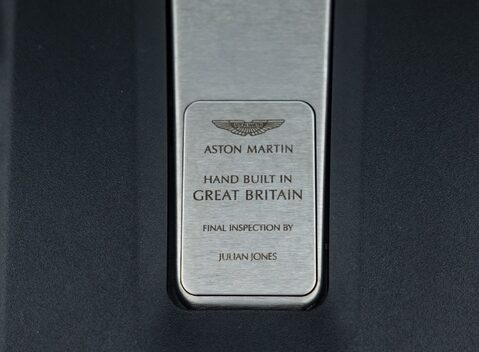 ASTON MARTIN
HAND BUILT IN
GREAT BRITAIN
FINAL INSPECTION BY
JULIAN JONES